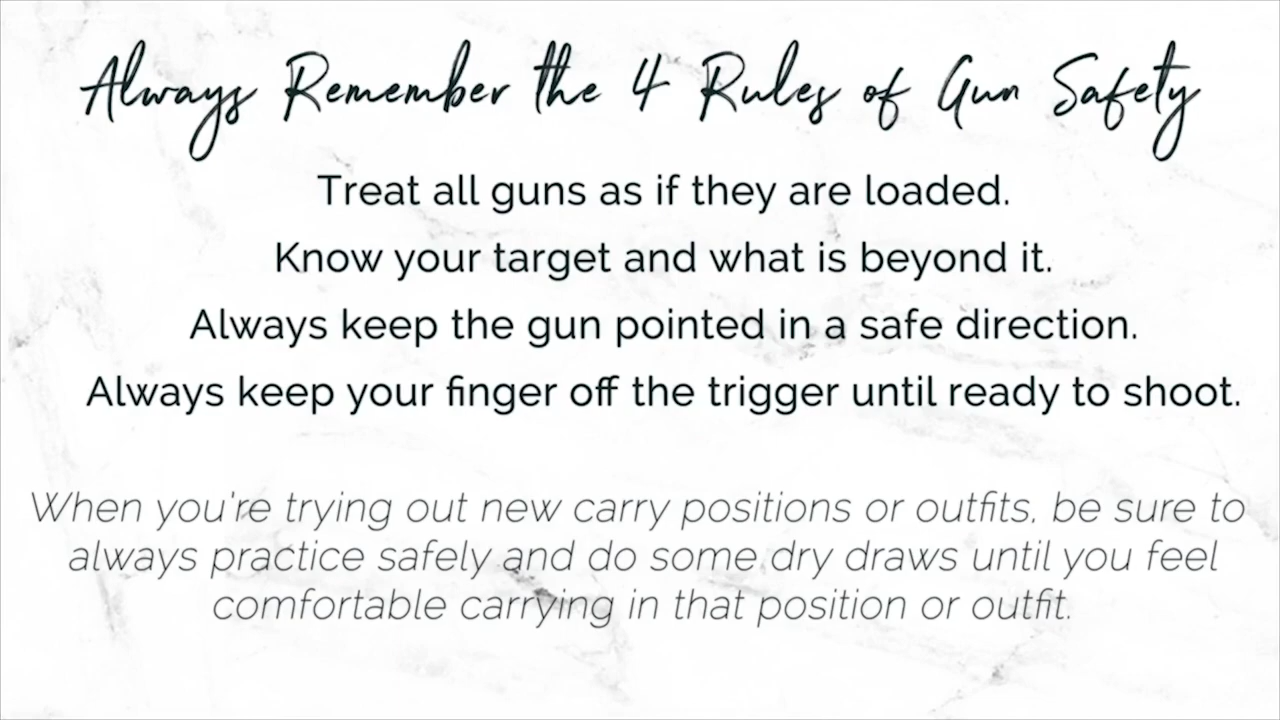 Always Remember the 4 Rules of Gun Safety
Treat all guns as if they are loaded.
Know your target and what is beyond it.
Always keep the gun pointed in a safe direction.
Always keep your finger off the trigger until ready to shoot.
When you're trying out new carry positions or outfits, be sure to
always practice safely and do some dry draws until you feel
comfortable carrying in that position or outfit.